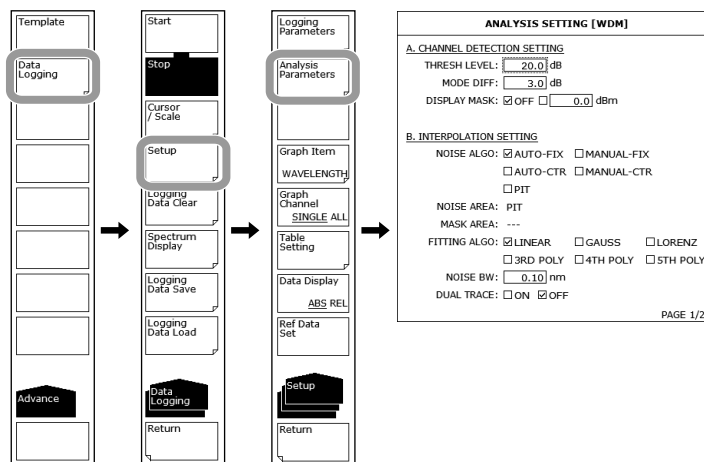 Template
Data
Logging
Advance
Start
Stop
Cursor
/ Scale
Setup
Logging
Data Clear
Spectrum
Display
Logging
Data Save
Logging
Data Load
Data
Logging
Return
Logging
Parameters
Analysis
Parameters
Graph Item
WAVELENGTH
Graph
Channel
SINGLE ALL
Table
Setting
Data Display
ABS REL
Ref Data
Set
Setup
Return
ANALYSIS SETTING [WDM]
A. CHANNEL DETECTION SETTING
THRESH LEVEL: 20.0 dB
MODE DIFF: 3.0 dB
DISPLAY MASK: ☑ OFF ☐ 0.0 dBm
B. INTERPOLATION SETTING
NOISE ALGO: ☑ AUTO-FIX ☐ MANUAL-FIX
☐ AUTO-CTR ☐ MANUAL-CTR
☐ PIT
NOISE AREA: PIT
MASK AREA: ---
FITTING ALGO: ☑ LINEAR ☐ GAUSS ☐ LORENZ
☐ 3RD POLY ☐ 4TH POLY ☐ 5TH POLY
NOISE BW: 0.10 nm
DUAL TRACE: ☐ ON ☑ OFF
PAGE 1/2